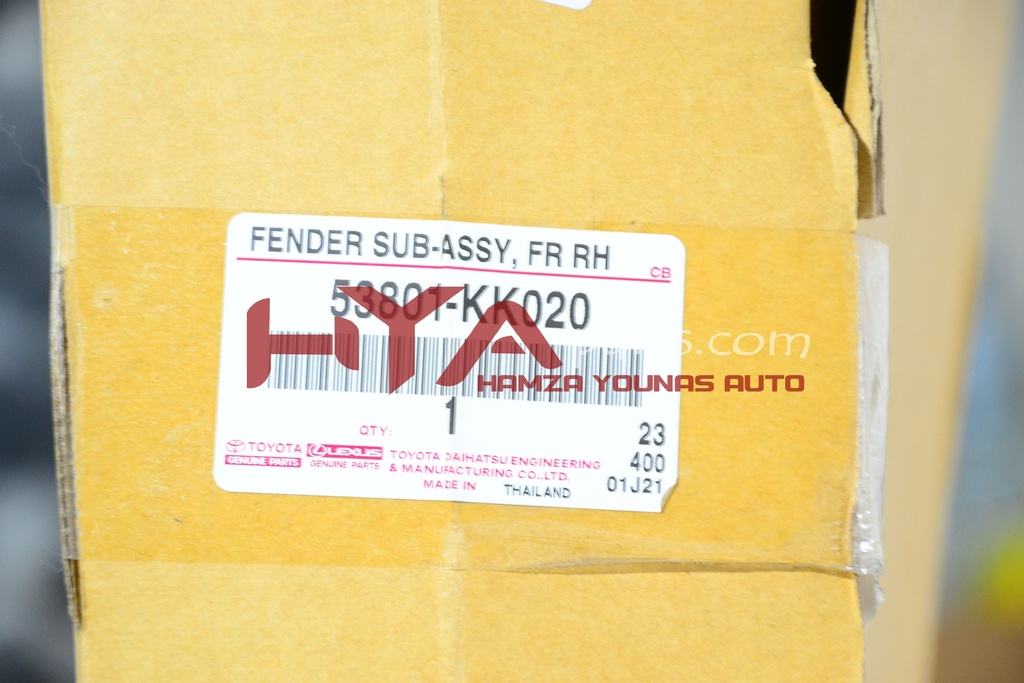 FENDER SUB-ASSY, FR RH
CB
53801-KK020
HYA
s.com
HAMZA YOUNAS AUTO
QTY: 1
23
TOYOTA LEXUS
GENUINE PARTS GENUINE PARTS
TOYOTA DAIHATSU ENGINEERING
& MANUFACTURING CO.,LTD.
400
MADE IN THAILAND
01J21